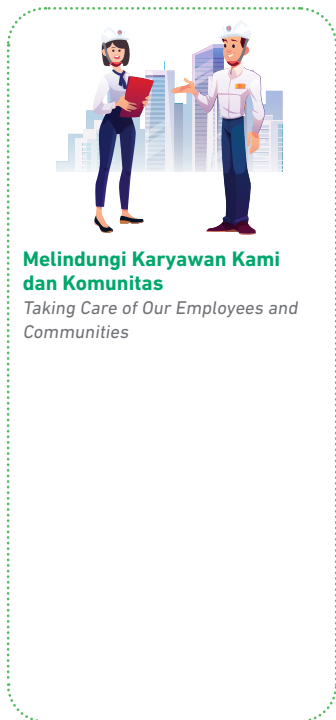 Melindungi Karyawan Kami
dan Komunitas
Taking Care of Our Employees and
Communities